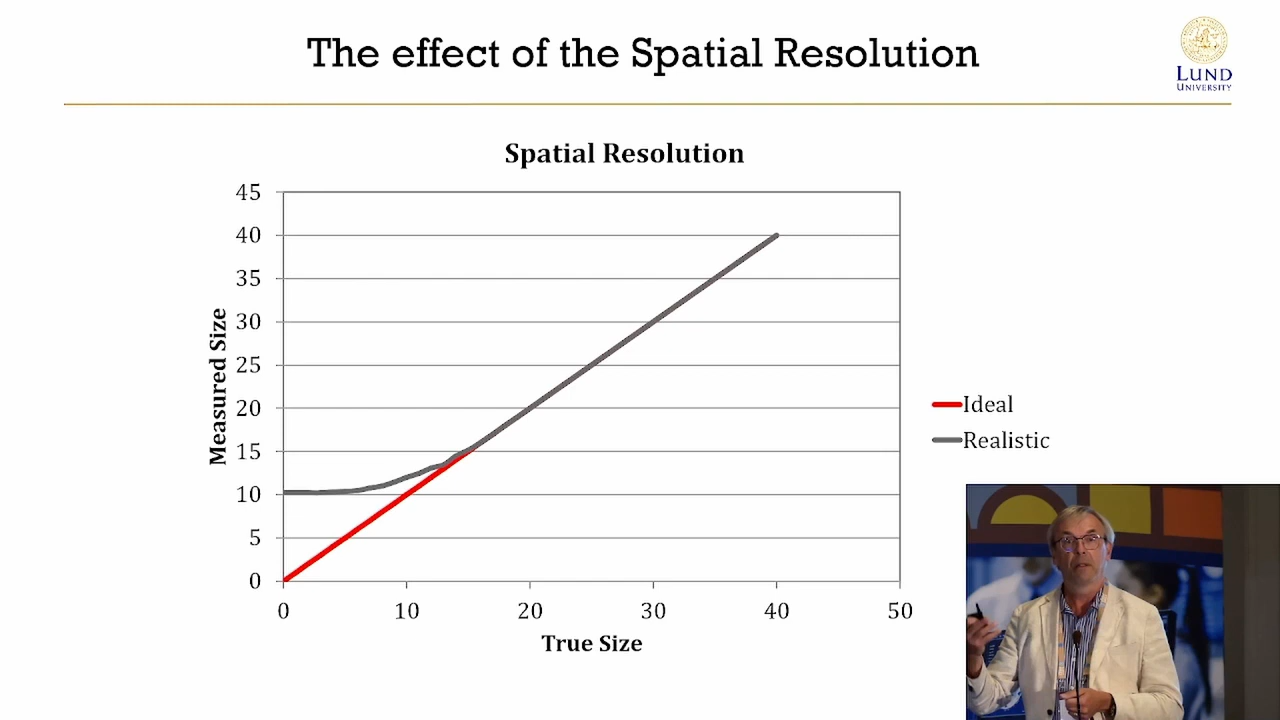 The effect of the Spatial Resolution
LUND
UNIVERSITY
Spatial Resolution
45
40
35
30
25
20
15
10
5
0
Measured Size
0 10 20 30 40 50
True Size
Ideal
Realistic